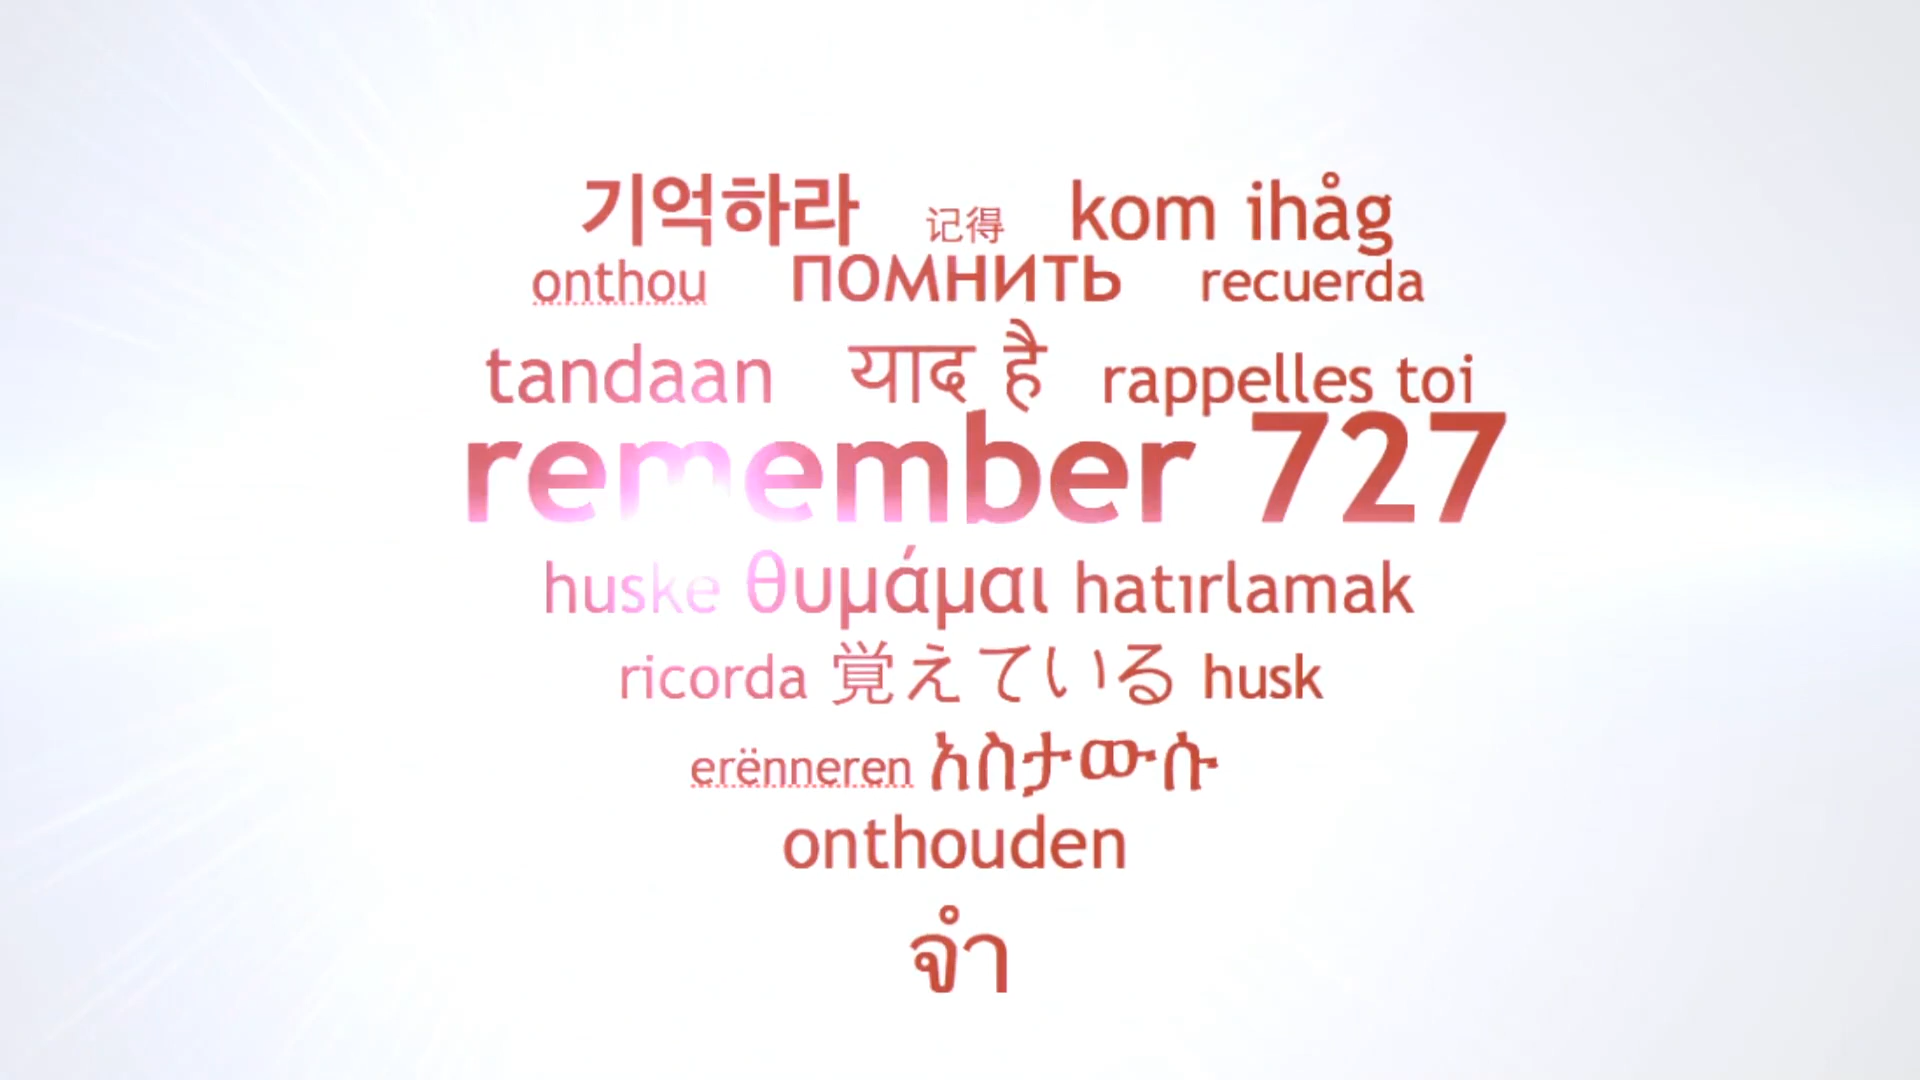 기억하라 记得 kom ihåg
onthou помнить recuerda
tandaan याद है rappelles toi
remember 727
huske θυμάμαι hatırlamak
ricorda 覚えている husk
erënneren አስታውሱ
onthouden
จำ